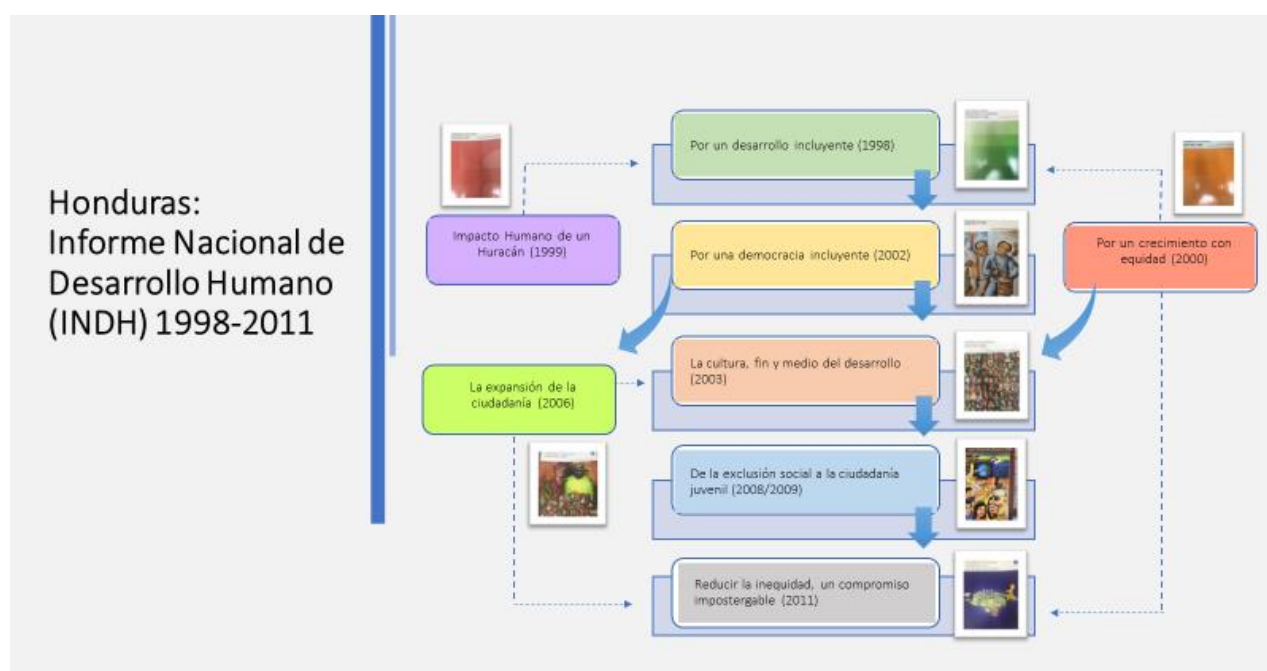 Honduras:
Informe Nacional de
Desarrollo Humano
(INDH) 1998-2011
Por un desarrollo incluyente (1998)
Impacto Humano de un
Huracán (1999)
Por una democracia incluyente (2002)
Por un crecimiento con
equidad (2000)
La cultura, fin y medio del desarrollo
(2003)
La expansión de la
ciudadanía (2006)
De la exclusión social a la ciudadanía
juvenil (2008/2009)
Reducir la inequidad, un compromiso
impostergable (2011)